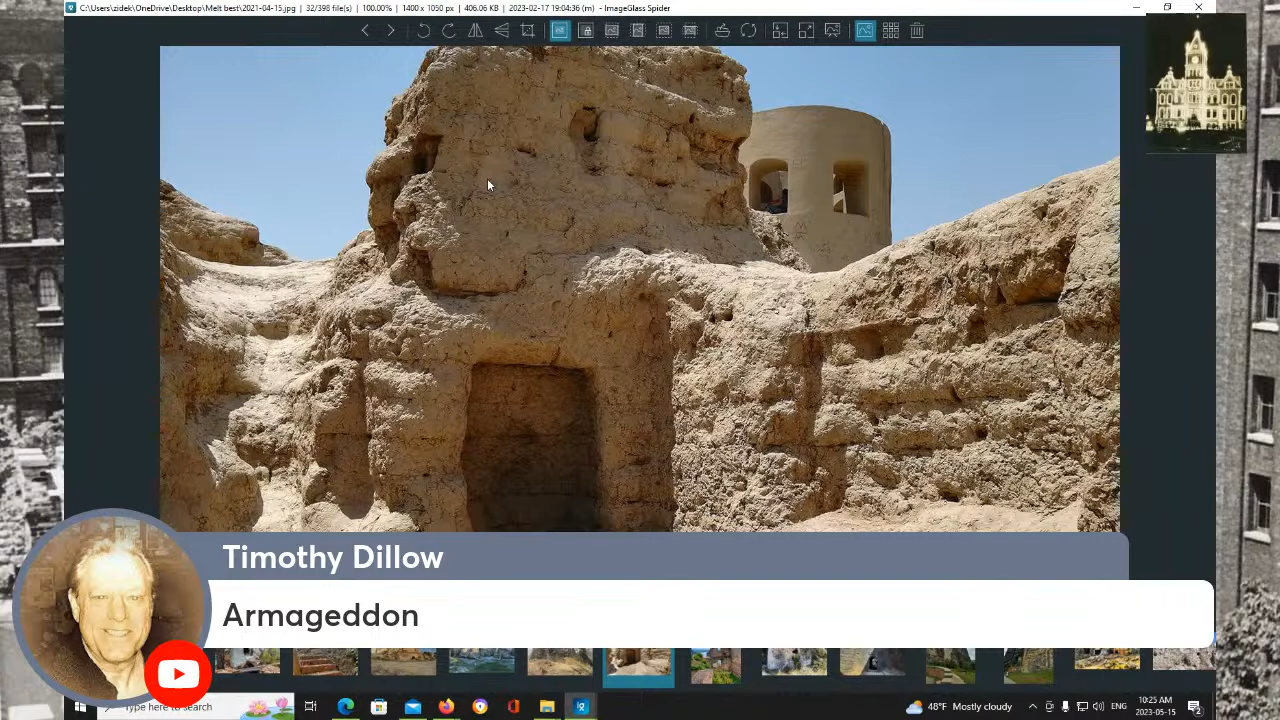 C:\Users\zidek\OneDrive\Desktop\Melt best\2021-04-15.jpg | 32/398 file(s) | 100.00% | 1400 x 1050 px | 406.06 KB | 2023-02-17 19:04:36 (m) - ImageGlass Spider
Timothy Dillow
Armageddon
Type here to search
48°F Mostly cloudy
ENG
10:25 AM
2023-05-15